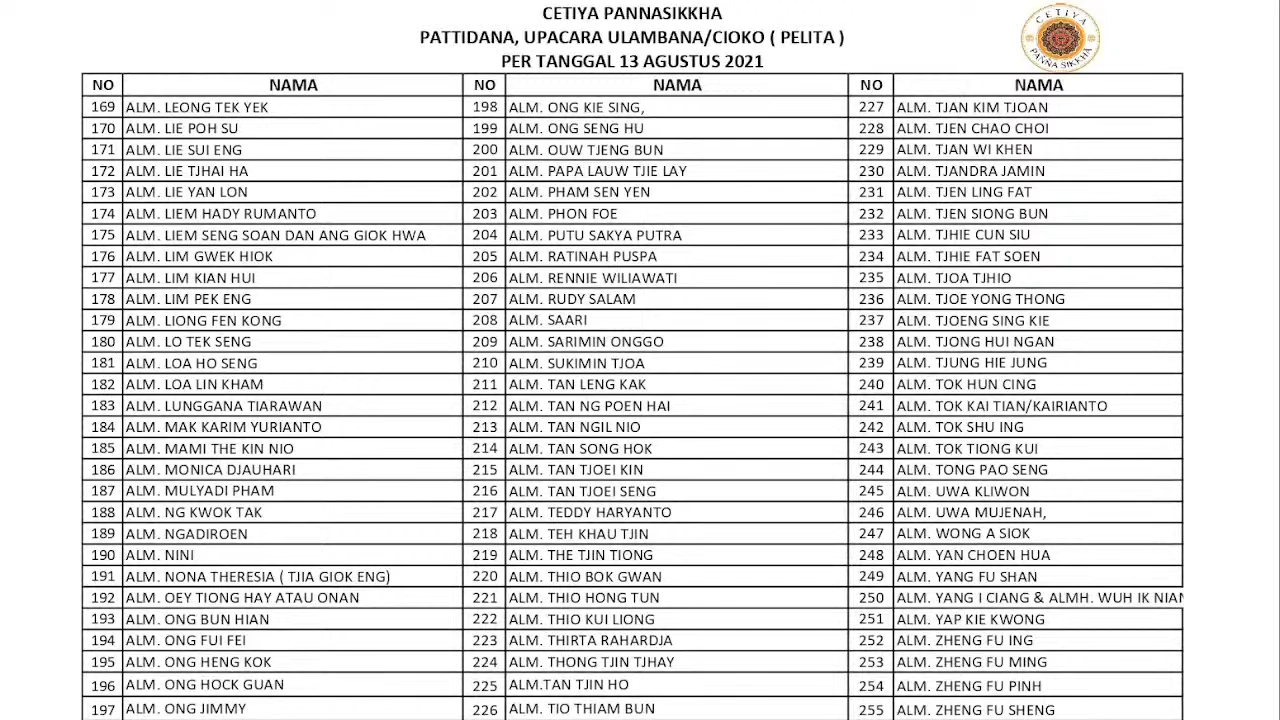 CETIYA PANNASIKKHA
PATTIDANA, UPACARA ULAMBANA/CIOKO ( PELITA )
PER TANGGAL 13 AGUSTUS 2021
CETIYA
PANNA SIKKHA
NO NAMA NO NAMA NO NAMA
169 ALM. LEONG TEK YEK 198 ALM. ONG KIE SING, 227 ALM. TJAN KIM TJOAN
170 ALM. LIE POH SU 199 ALM. ONG SENG HU 228 ALM. TJEN CHAO CHOI
171 ALM. LIE SUI ENG 200 ALM. OUW TJENG BUN 229 ALM. TJAN WI KHEN
172 ALM. LIE TJHAI HA 201 ALM. PAPA LAUW TJIE LAY 230 ALM. TJANDRA JAMIN
173 ALM. LIE YAN LON 202 ALM. PHAM SEN YEN 231 ALM. TJEN LING FAT
174 ALM. LIEM HADY RUMANTO 203 ALM. PHON FOE 232 ALM. TJEN SIONG BUN
175 ALM. LIEM SENG SOAN DAN ANG GIOK HWA 204 ALM. PUTU SAKYA PUTRA 233 ALM. TJHIE CUN SIU
176 ALM. LIM GWEK HIOK 205 ALM. RATINAH PUSPA 234 ALM. TJHIE FAT SOEN
177 ALM. LIM KIAN HUI 206 ALM. RENNIE WILIAWATI 235 ALM. TJOA TJHIO
178 ALM. LIM PEK ENG 207 ALM. RUDY SALAM 236 ALM. TJOE YONG THONG
179 ALM. LIONG FEN KONG 208 ALM. SAARI 237 ALM. TJOENG SING KIE
180 ALM. LO TEK SENG 209 ALM. SARIMIN ONGGO 238 ALM. TJONG HUI NGAN
181 ALM. LOA HO SENG 210 ALM. SUKIMIN TJOA 239 ALM. TJUNG HIE JUNG
182 ALM. LOA LIN KHAM 211 ALM. TAN LENG KAK 240 ALM. TOK HUN CING
183 ALM. LUNGGANA TIARAWAN 212 ALM. TAN NG POEN HAI 241 ALM. TOK KAI TIAN/KAIRIANTO
184 ALM. MAK KARIM YURIANTO 213 ALM. TAN NGIL NIO 242 ALM. TOK SHU ING
185 ALM. MAMI THE KIN NIO 214 ALM. TAN SONG HOK 243 ALM. TOK TIONG KUI
186 ALM. MONICA DJAUHARI 215 ALM. TAN TJOEI KIN 244 ALM. TONG PAO SENG
187 ALM. MULYADI PHAM 216 ALM. TAN TJOEI SENG 245 ALM. UWA KLIWON
188 ALM. NG KWOK TAK 217 ALM. TEDDY HARYANTO 246 ALM. UWA MUJENAH,
189 ALM. NGADIROEN 218 ALM. TEH KHAU TJIN 247 ALM. WONG A SIOK
190 ALM. NINI 219 ALM. THE TJIN TIONG 248 ALM. YAN CHOEN HUA
191 ALM. NONA THERESIA ( TJIA GIOK ENG) 220 ALM. THIO BOK GWAN 249 ALM. YANG FU SHAN
192 ALM. OEY TIONG HAY ATAU ONAN 221 ALM. THIO HONG TUN 250 ALM. YANG I CIANG & ALMH. WUH IK NIAN
193 ALM. ONG BUN HIAN 222 ALM. THIO KUI LIONG 251 ALM. YAP KIE KWONG
194 ALM. ONG FUI FEI 223 ALM. THIRTA RAHARDJA 252 ALM. ZHENG FU ING
195 ALM. ONG HENG KOK 224 ALM. THONG TJIN TJHAY 253 ALM. ZHENG FU MING
196 ALM. ONG HOCK GUAN 225 ALM.TAN TJIN HO 254 ALM. ZHENG FU PINH
197 ALM. ONG JIMMY 226 ALM. TIO THIAM BUN 255 ALM. ZHENG FU SHENG